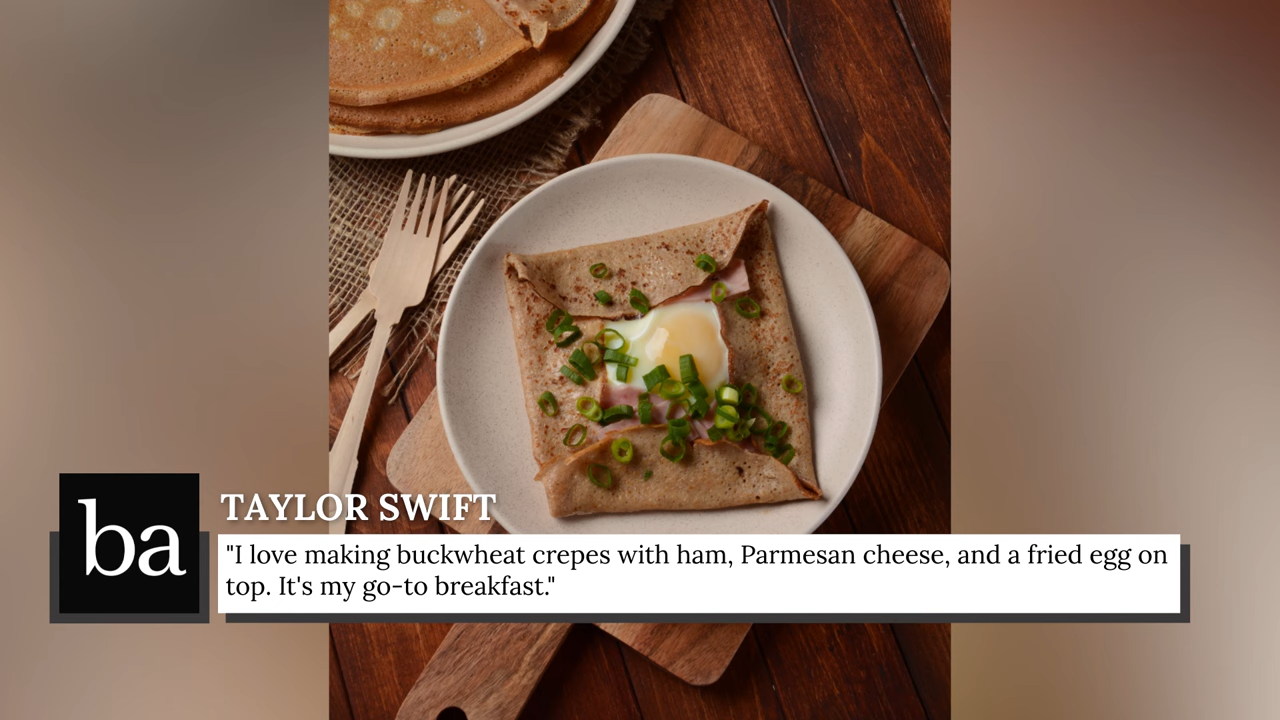 ba
TAYLOR SWIFT
"I love making buckwheat crepes with ham, Parmesan cheese, and a fried egg on
top. It's my go-to breakfast."